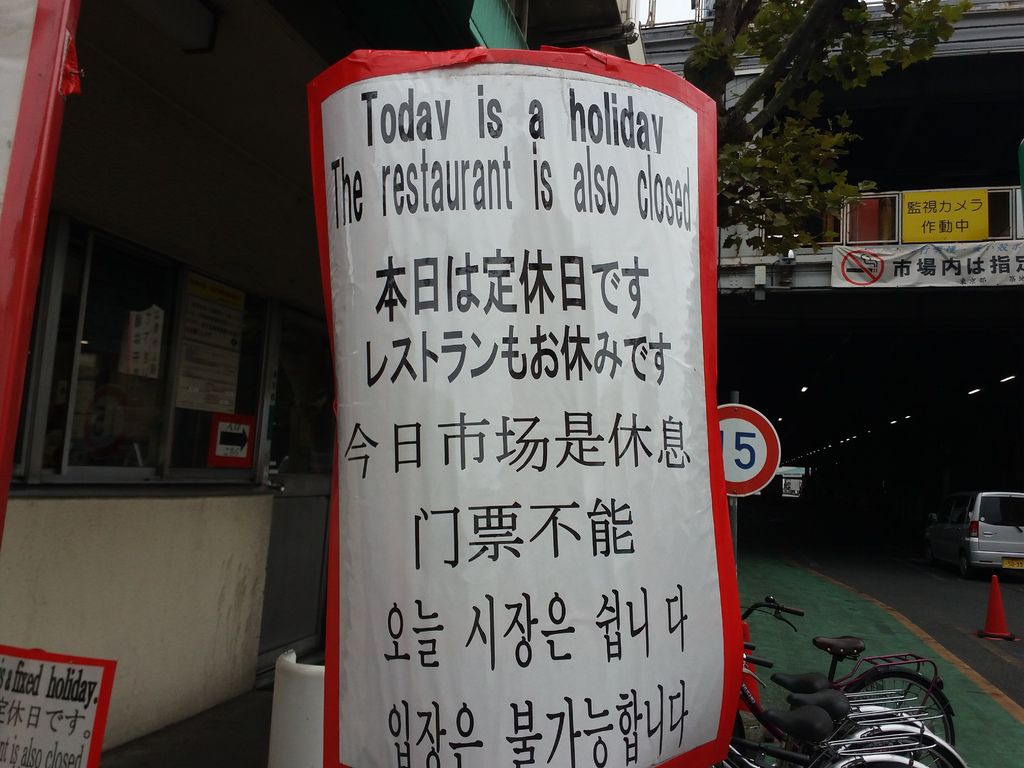 Today is a holiday
The restaurant is also closed
本日は定休日です
レストランもお休みです
今日市场是休息
门票不能
오늘 시장은 쉽니다
입장은 불가능합니다
監視カメラ
作動中
市場内は指定
15
is a fixed holiday.
定休日です。
nt is also closed